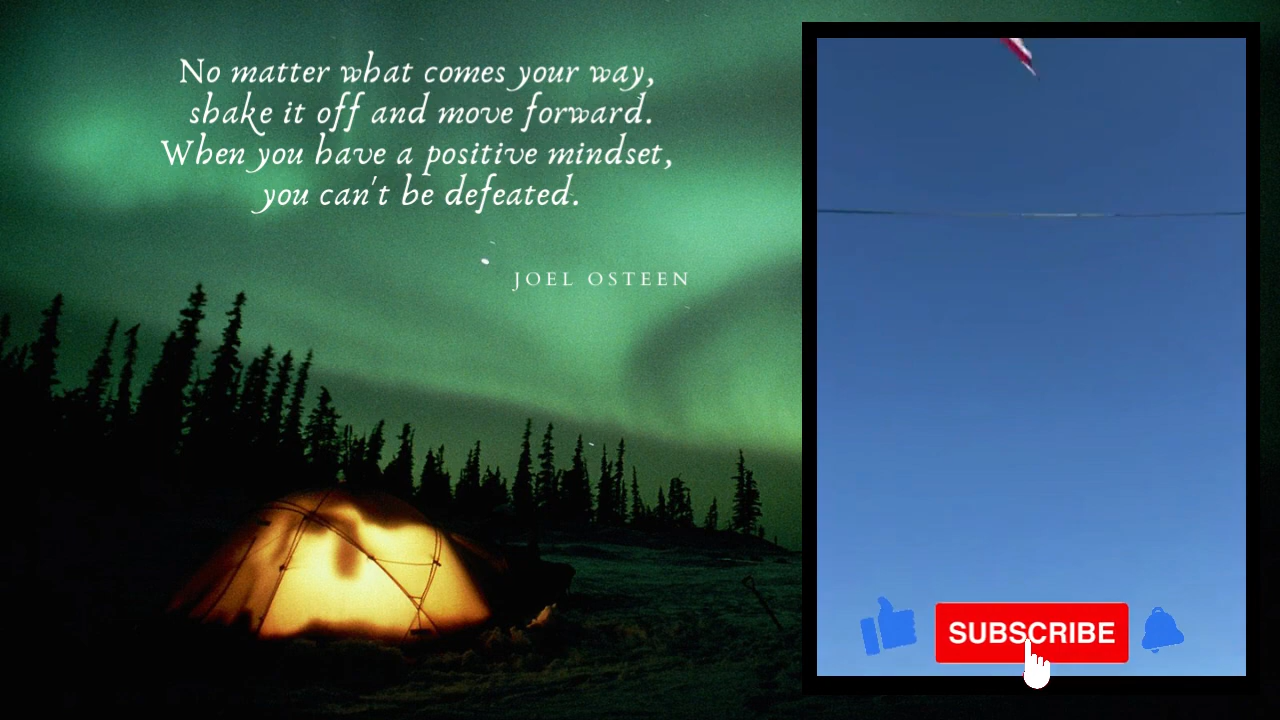 No matter what comes your way,
shake it off and move forward.
When you have a positive mindset,
you can't be defeated.
JOEL OSTEEN
SUBSCRIBE